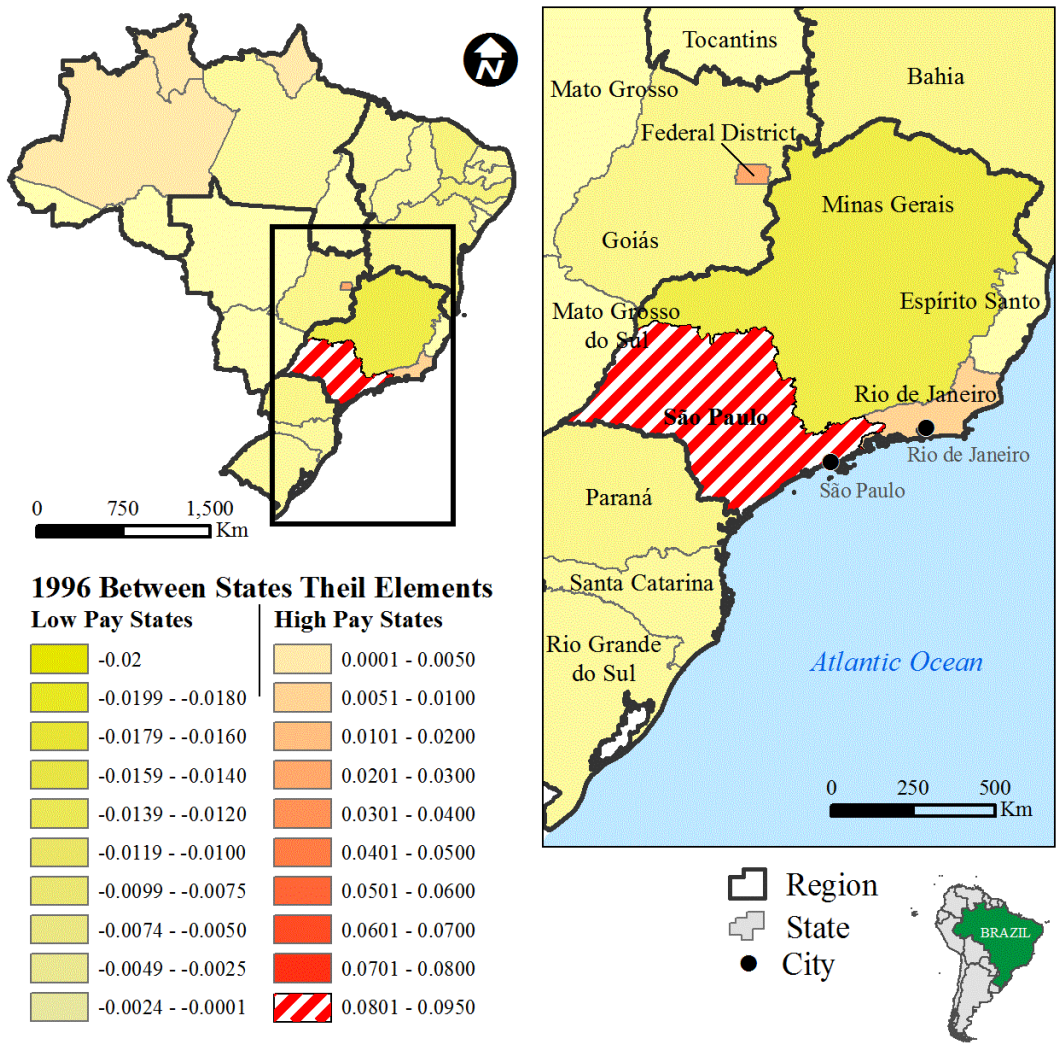 N
0 750 1,500
Km
1996 Between States Theil Elements
Low Pay States
High Pay States
-0.02
0.0001 - 0.0050
-0.0199 - -0.0180
0.0051 - 0.0100
-0.0179 - -0.0160
0.0101 - 0.0200
-0.0159 - -0.0140
0.0201 - 0.0300
-0.0139 - -0.0120
0.0301 - 0.0400
-0.0119 - -0.0100
0.0401 - 0.0500
-0.0099 - -0.0075
0.0501 - 0.0600
-0.0074 - -0.0050
0.0601 - 0.0700
-0.0049 - -0.0025
0.0701 - 0.0800
-0.0024 - -0.0001
0.0801 - 0.0950
Tocantins
Bahia
Mato Grosso
Federal District
Minas Gerais
Goiás
Espírito Santo
Mato Grosso
do Sul
Rio de Janeiro
São Paulo
Rio de Janeiro
São Paulo
Paraná
Santa Catarina
Rio Grande
do Sul
Atlantic Ocean
0 250 500
Km
Region
State
City
BRAZIL